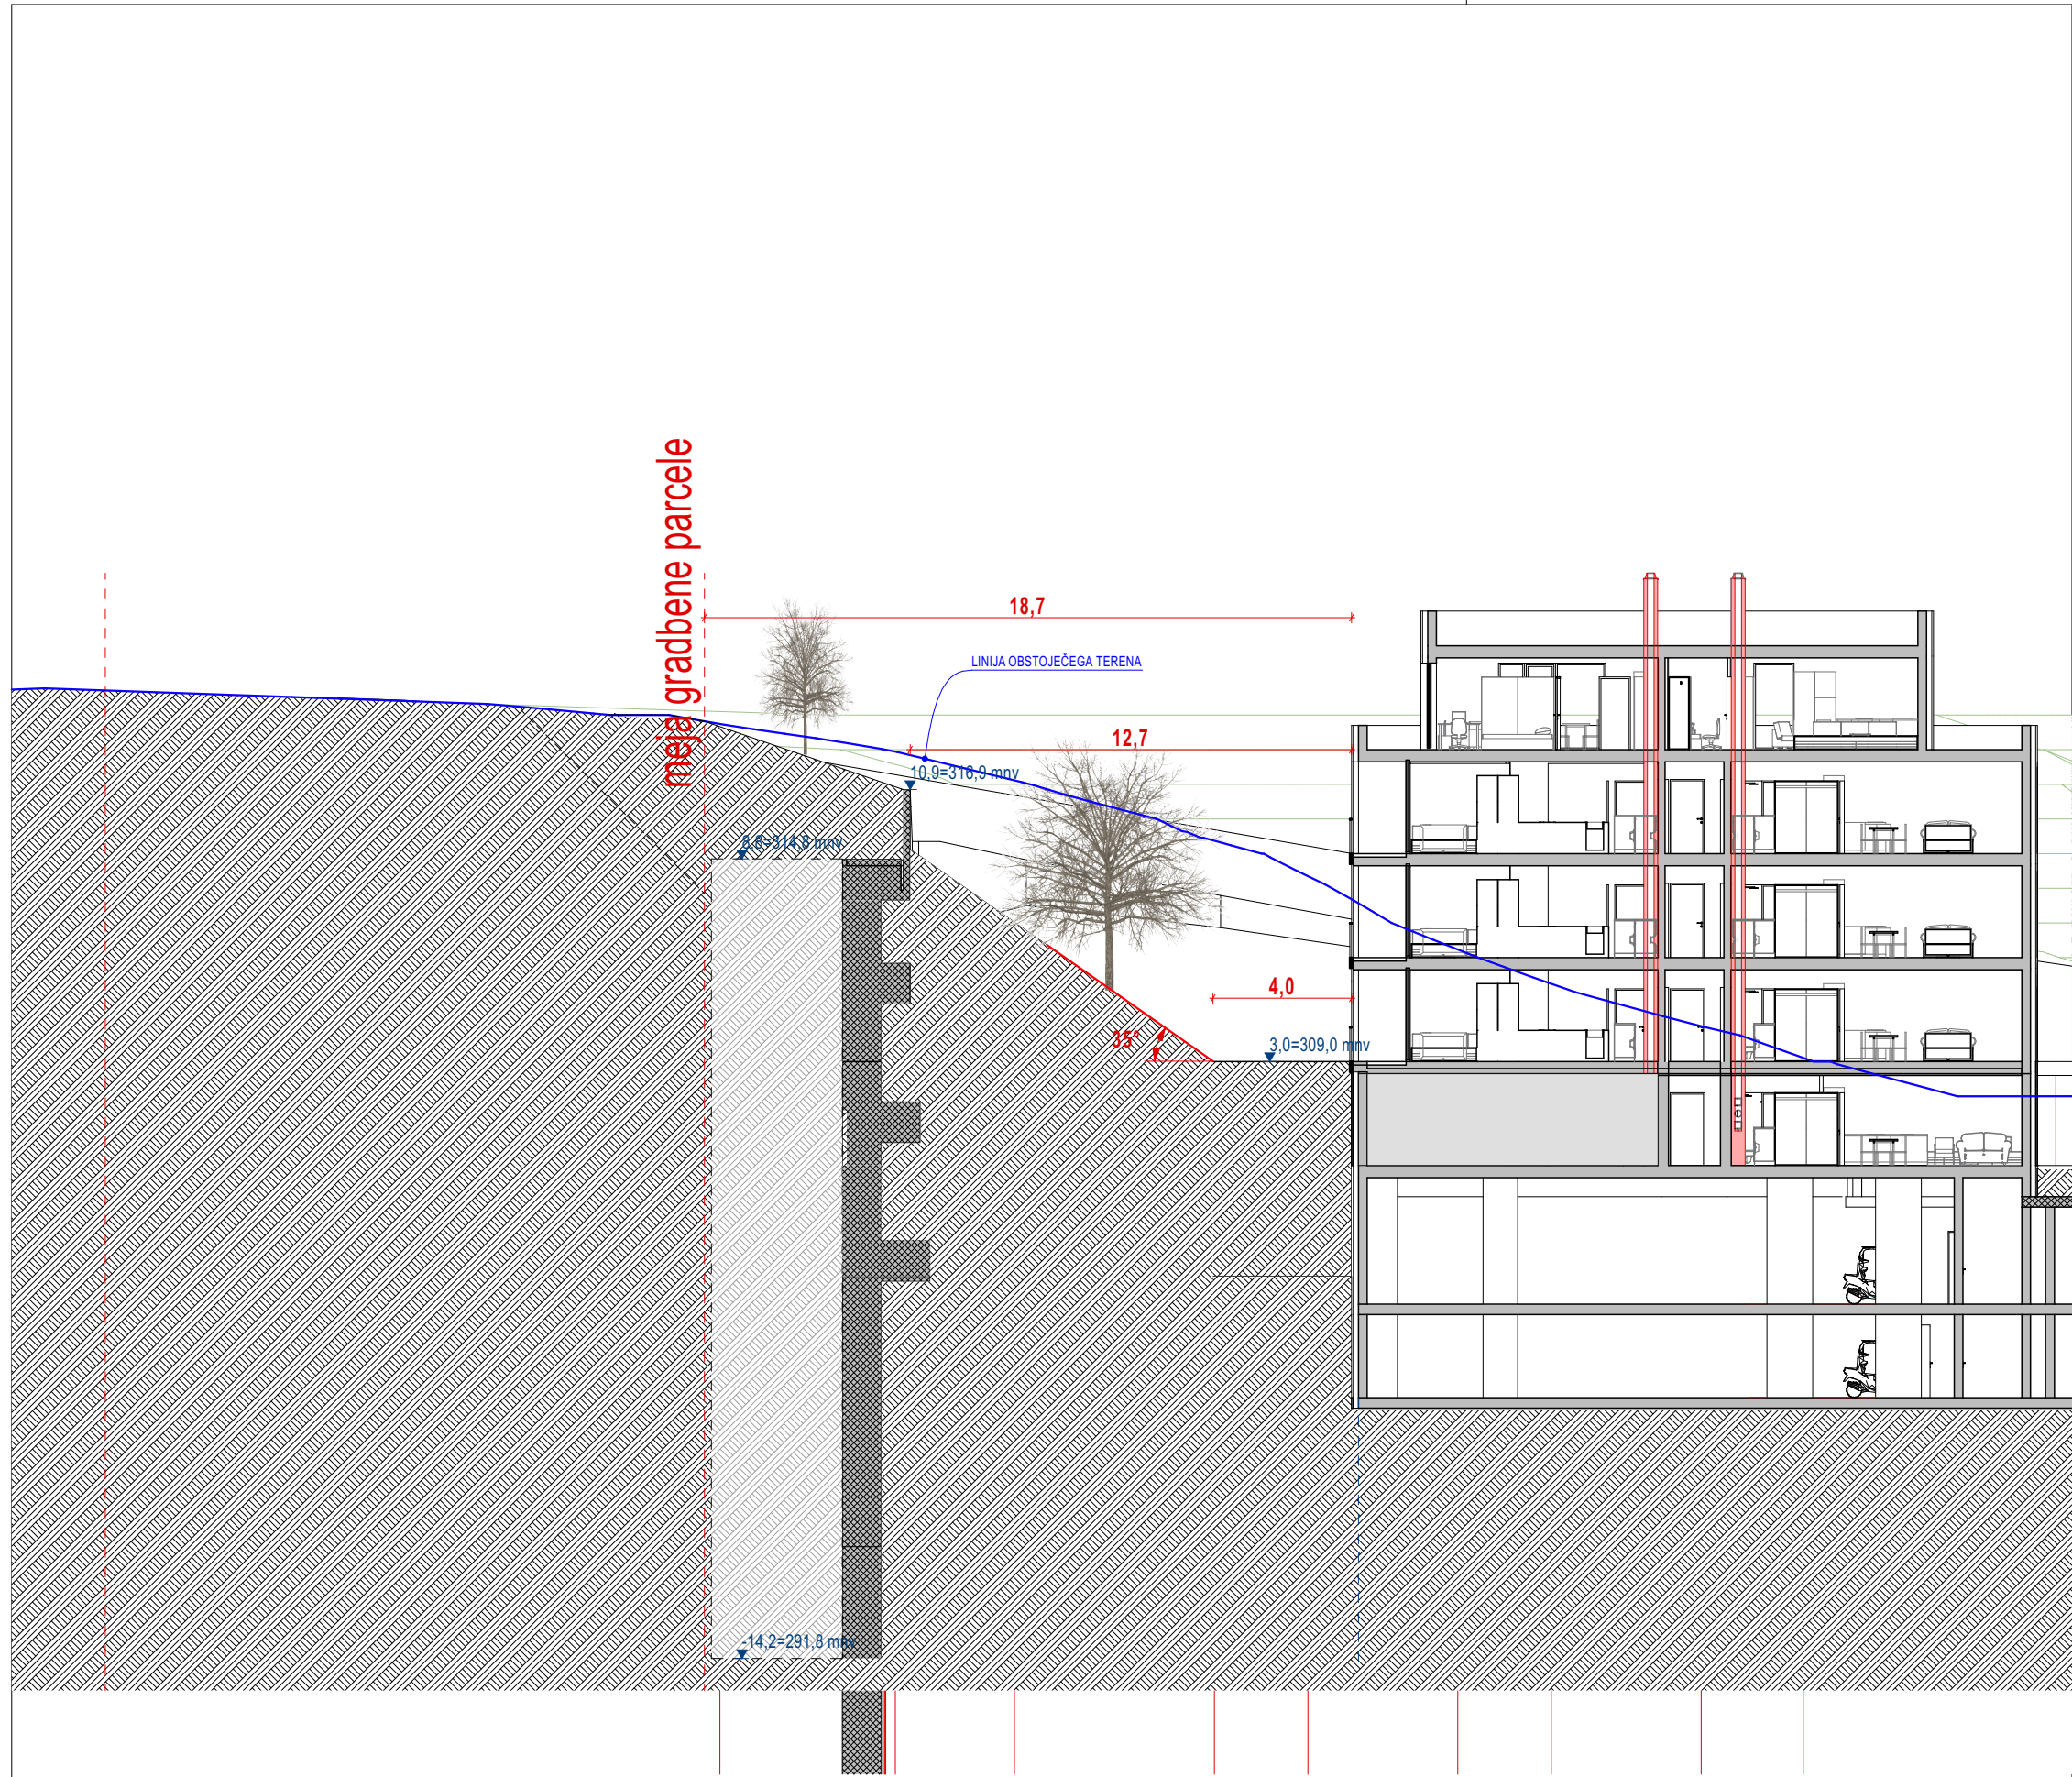 meja gradbene parcele
18,7
LINIJA OBSTOJEČEGA TERENA
12,7
10,9=316,9 mnv
8,8=314,8 mnv
4,0
35°
3,0=309,0 mnv
-14,2=291,8 mnv